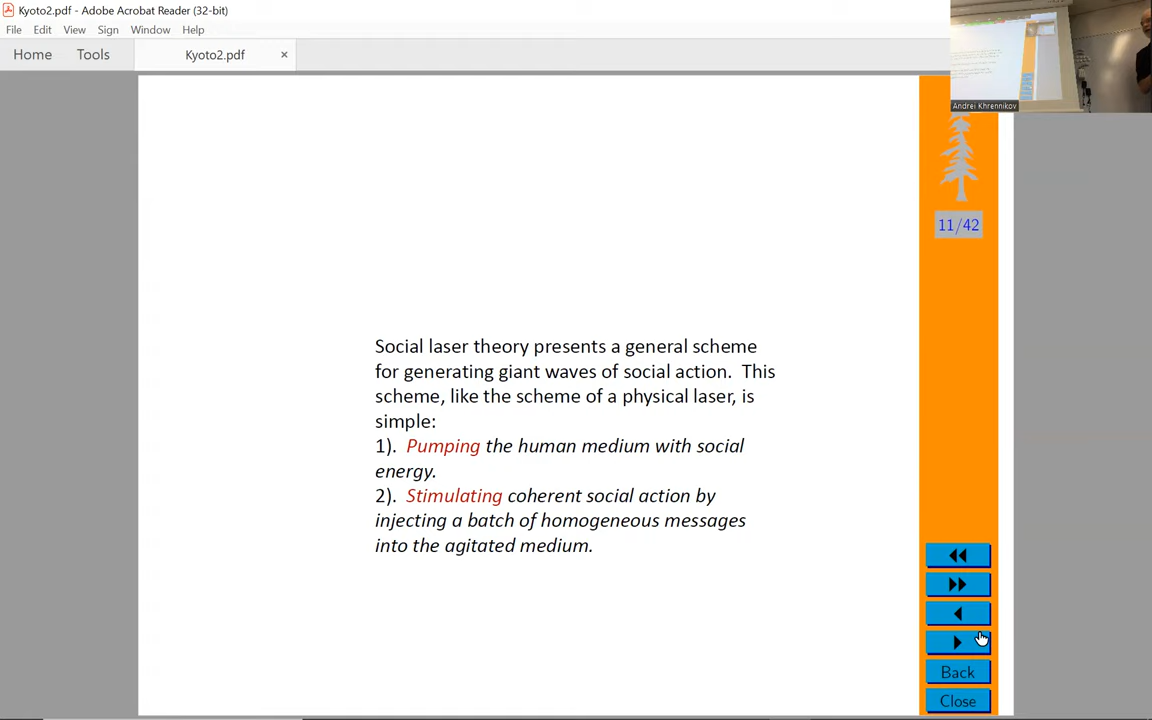 Kyoto2.pdf - Adobe Acrobat Reader (32-bit)
File Edit View Sign Window Help
Home Tools Kyoto2.pdf ×
Andrei Khrennikov
11/42
Social laser theory presents a general scheme
for generating giant waves of social action. This
scheme, like the scheme of a physical laser, is
simple:
1). Pumping the human medium with social
energy.
2). Stimulating coherent social action by
injecting a batch of homogeneous messages
into the agitated medium.
Back
Close